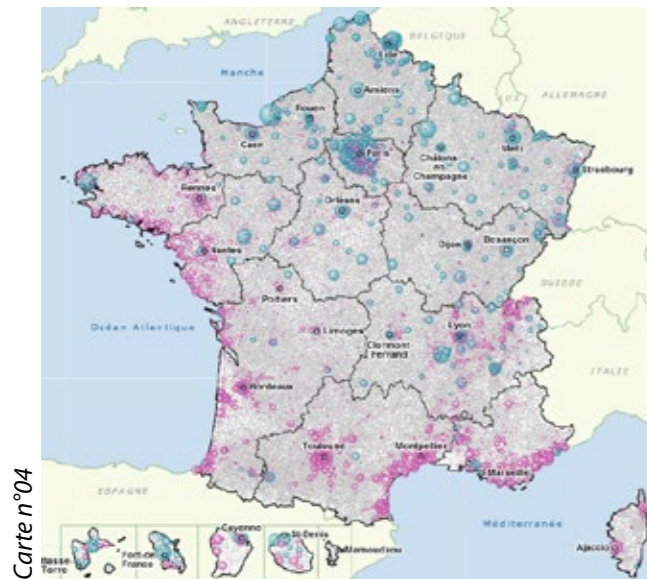 ANGLETERRE
BELGIQUE
Manche
Lille
Amiens
ALLEMAGNE
Rouen
Caen
Paris
Metz
Châlons
en
Champagne
Strasbourg
Rennes
Orléans
Nantes
Dijon
Besançon
SUISSE
Poitiers
Océan Atlantique
Limoges
Lyon
Clermont
Ferrand
ITALIE
Bordeaux
Toulouse
Montpellier
Marseille
ESPAGNE
Méditerranée
Ajaccio
Basse-
Terre
Fort-de
France
Cayenne
St-Denis
Mamoudzou
Carte n°04